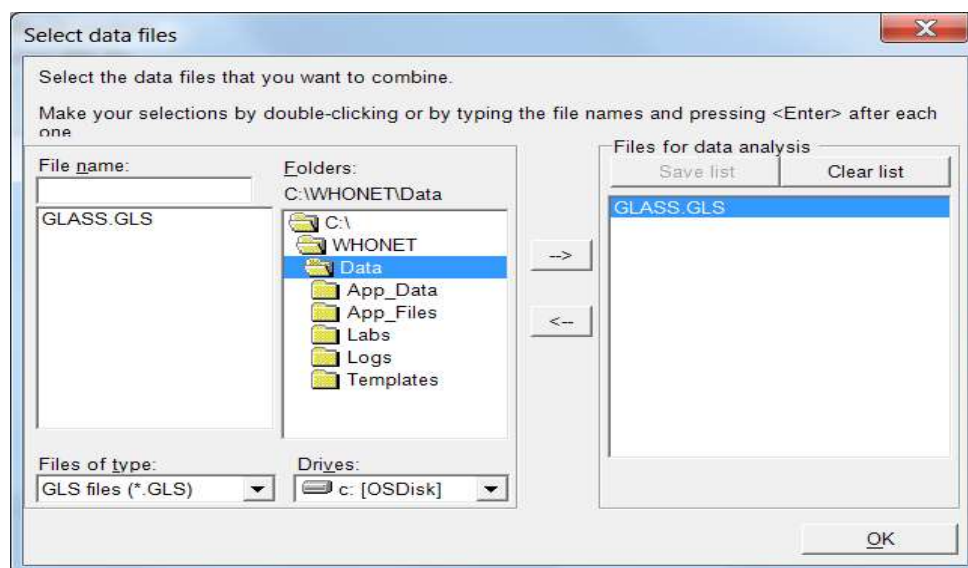 Select data files
Select the data files that you want to combine.
Make your selections by double-clicking or by typing the file names and pressing <Enter> after each
one
File name:
GLASS.GLS
Files of type:
GLS files (*.GLS)
Folders:
C:\WHONET\Data
C:\
WHONET
Data
App_Data
App_Files
Labs
Logs
Templates
Drives:
c: [OSDisk]
-->
<--
Files for data analysis
Save list
Clear list
GLASS.GLS
OK